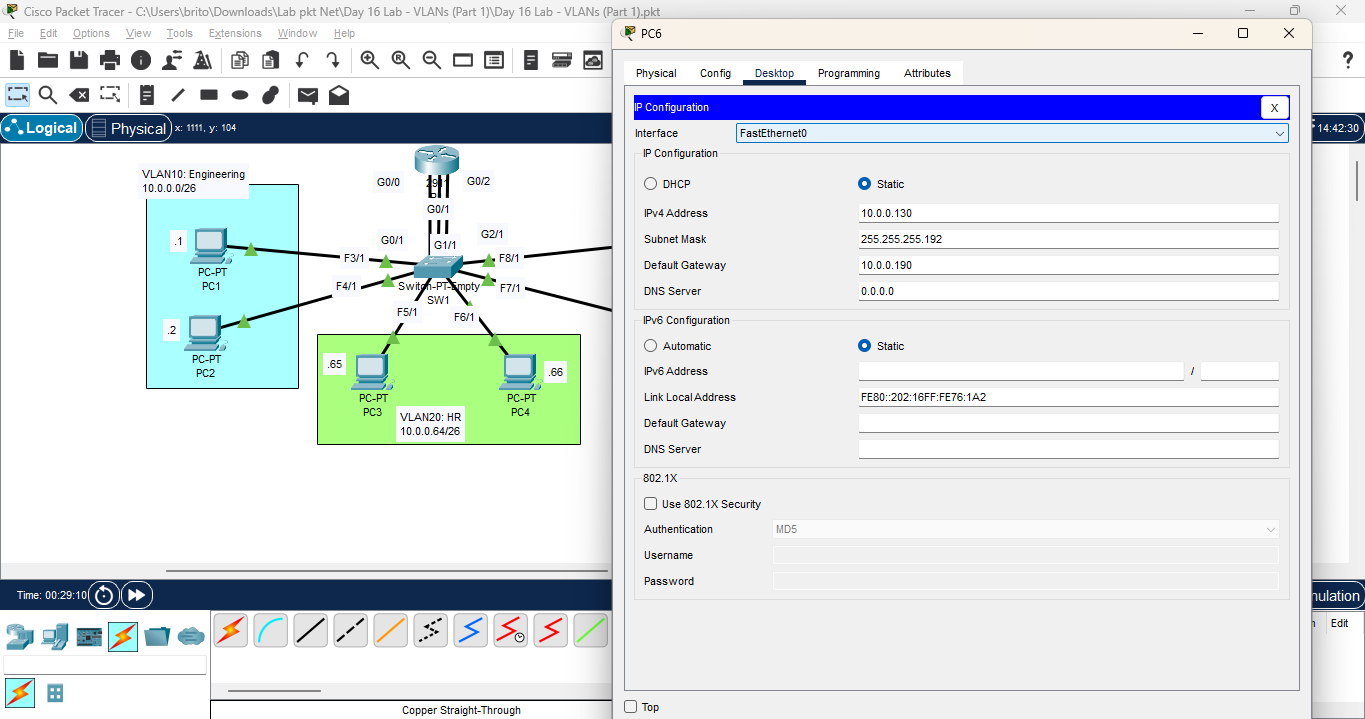 Cisco Packet Tracer - C:\Users\brito\Downloads\Lab pkt Net\Day 16 Lab - VLANs (Part 1)\Day 16 Lab - VLANs (Part 1).pkt
File Edit Options View Tools Extensions Window Help
?
Logical Physical x: 1111, y: 104
14:42:30
VLAN10: Engineering
10.0.0.0/26
G0/0
G0/2
G0/1
.1
PC-PT
PC1
G0/1
G1/1
G2/1
F3/1
F8/1
F4/1
Switch-PT-Empty
SW1
F7/1
F5/1
F6/1
.2
PC-PT
PC2
.65
PC-PT
PC3
.66
PC-PT
PC4
VLAN20: HR
10.0.0.64/26
Time: 00:29:10
Copper Straight-Through
PC6
Physical Config Desktop Programming Attributes
IP Configuration
X
Interface FastEthernet0
IP Configuration
DHCP Static
IPv4 Address 10.0.0.130
Subnet Mask 255.255.255.192
Default Gateway 10.0.0.190
DNS Server 0.0.0.0
IPv6 Configuration
Automatic Static
IPv6 Address /
Link Local Address FE80::202:16FF:FE76:1A2
Default Gateway
DNS Server
802.1X
Use 802.1X Security
Authentication MD5
Username
Password
Top
nulation
Edit